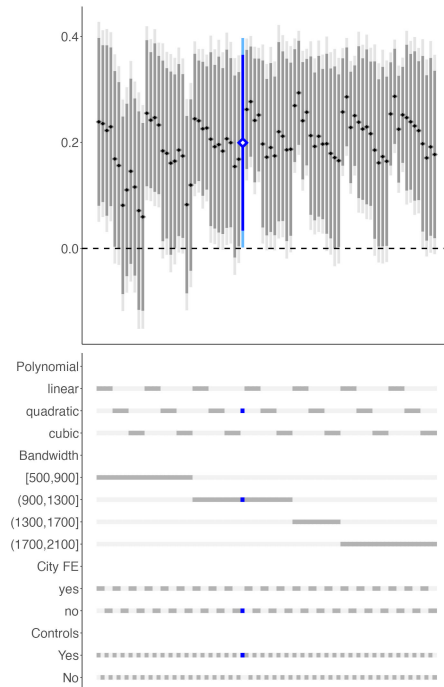 0.4
0.2
0.0
Polynomial
linear
quadratic
cubic
Bandwidth
[500,900]
(900,1300]
(1300,1700]
(1700,2100]
City FE
yes
no
Controls
Yes
No